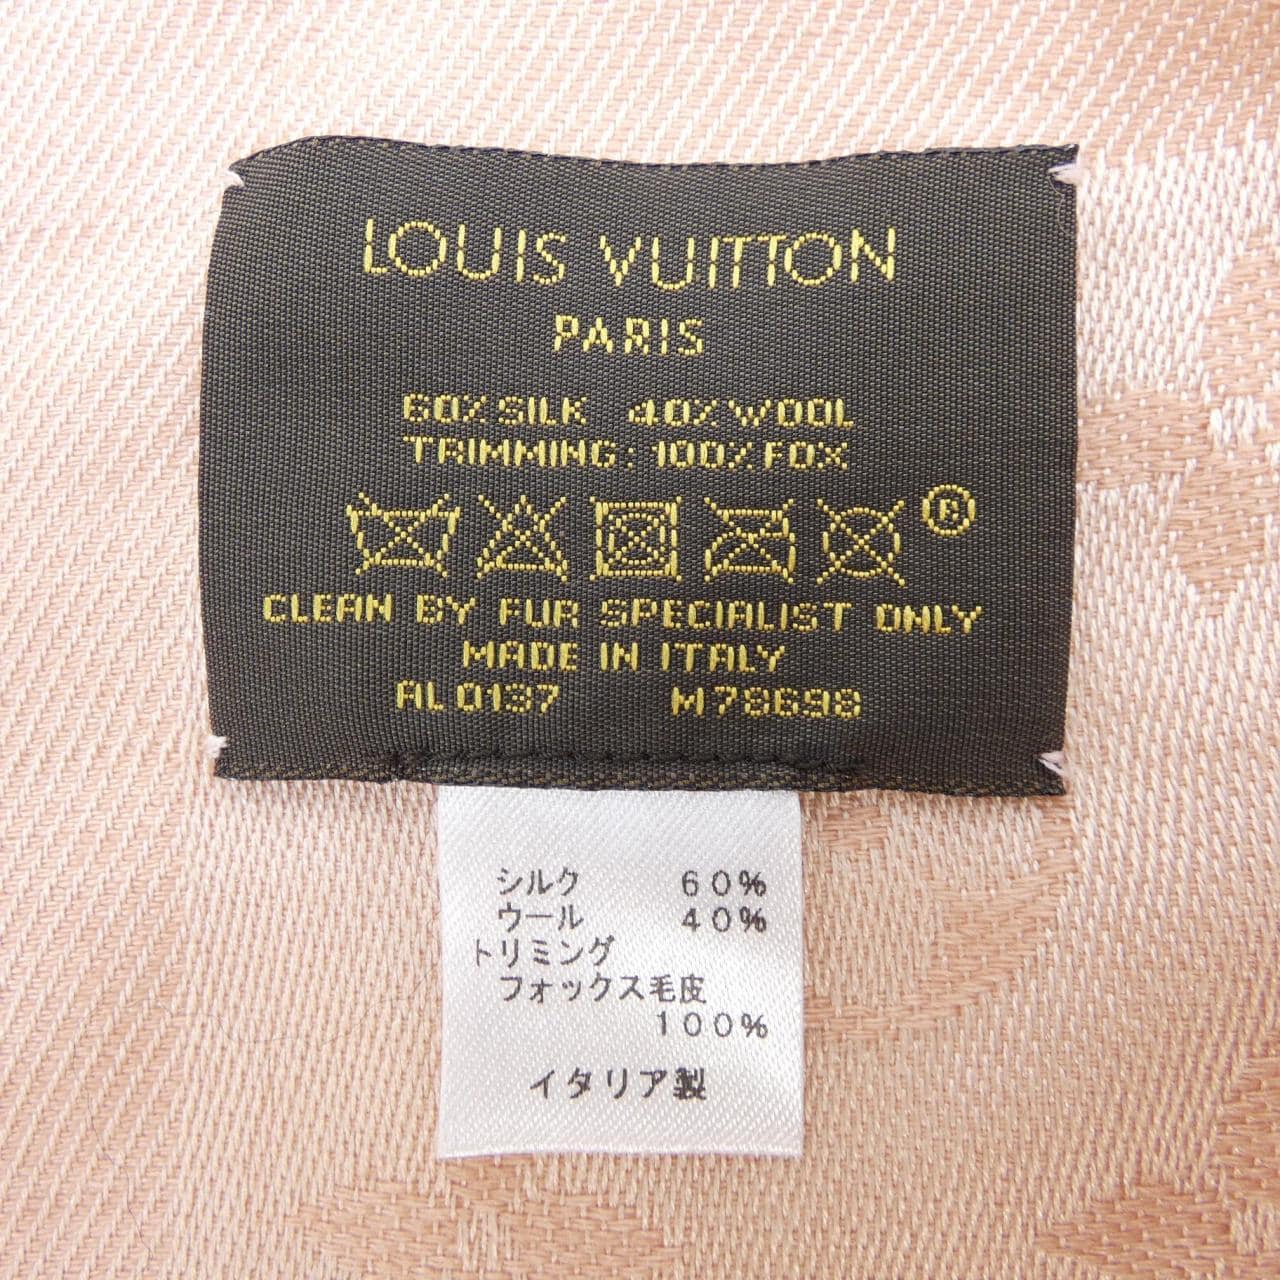 LOUIS VUITTON
PARIS
60% SILK 40% WOOL
TRIMMING: 100% FOX
®
CLEAN BY FUR SPECIALIST ONLY
MADE IN ITALY
AL0137 M78698
シルク 60%
ウール 40%
トリミング
フォックス毛皮
100%
イタリア製